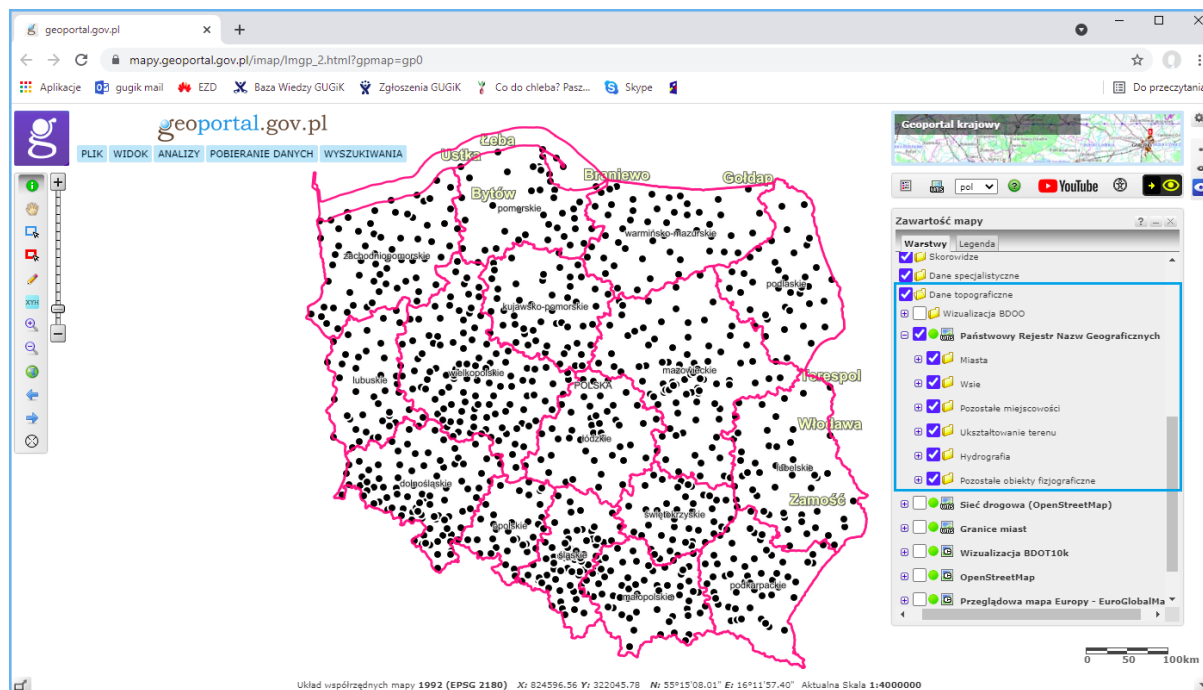 geoportal.gov.pl
mapy.geoportal.gov.pl/imap/Imgp_2.html?gpmap=gp0
Aplikacje
gugik mail
EZD
Baza Wiedzy GUGiK
Zgłoszenia GUGiK
Co do chleba? Pasz...
Skype
Do przeczytania
geoportal.gov.pl
PLIK WIDOK ANALIZY POBIERANIE DANYCH WYSZUKIWANIA
XYH
Łeba
Ustka
Braniewo
Gołdap
Bytów
pomorskie
warmińsko-mazurskie
zachodniopomorskie
podlaskie
kujawsko-pomorskie
mazowieckie
wielkopolskie
lubuskie
POLSKA
Terespol
Włodawa
łódzkie
lubelskie
dolnośląskie
Zamość
świętokrzyskie
opolskie
śląskie
podkarpackie
małopolskie
Geoportal krajowy
pol
YouTube
Zawartość mapy
Warstwy Legenda
Skorowidze
Dane specjalistyczne
Dane topograficzne
Wizualizacja BDOO
Państwowy Rejestr Nazw Geograficznych
Miasta
Wsie
Pozostałe miejscowości
Ukształtowanie terenu
Hydrografia
Pozostałe obiekty fizjograficzne
Sieć drogowa (OpenStreetMap)
Granice miast
Wizualizacja BDOT10k
OpenStreetMap
Przeglądowa mapa Europy - EuroGlobalMa
0 50 100km
Układ współrzędnych mapy 1992 (EPSG 2180) X: 824596.56 Y: 322045.78 N: 55°15'08.01" E: 16°11'57.40" Aktualna Skala 1:4000000